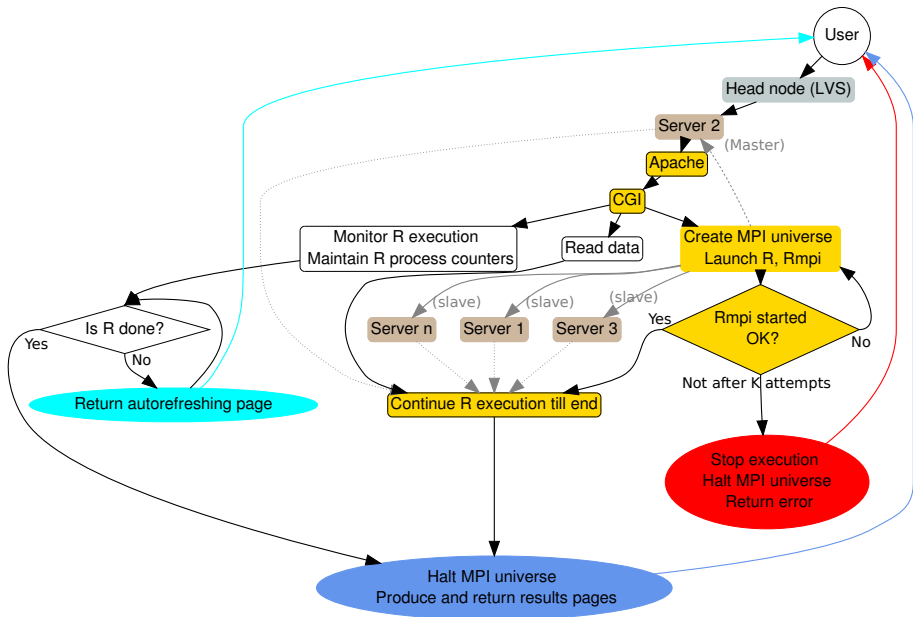 User
Head node (LVS)
Server 2
(Master)
Apache
CGI
Monitor R execution
Maintain R process counters
Read data
Create MPI universe
Launch R, Rmpi
(slave)
(slave)
(slave)
Server n
Server 1
Server 3
Is R done?
Yes
No
Rmpi started
OK?
Yes
No
Not after K attempts
Return autorefreshing page
Continue R execution till end
Stop execution
Halt MPI universe
Return error
Halt MPI universe
Produce and return results pages